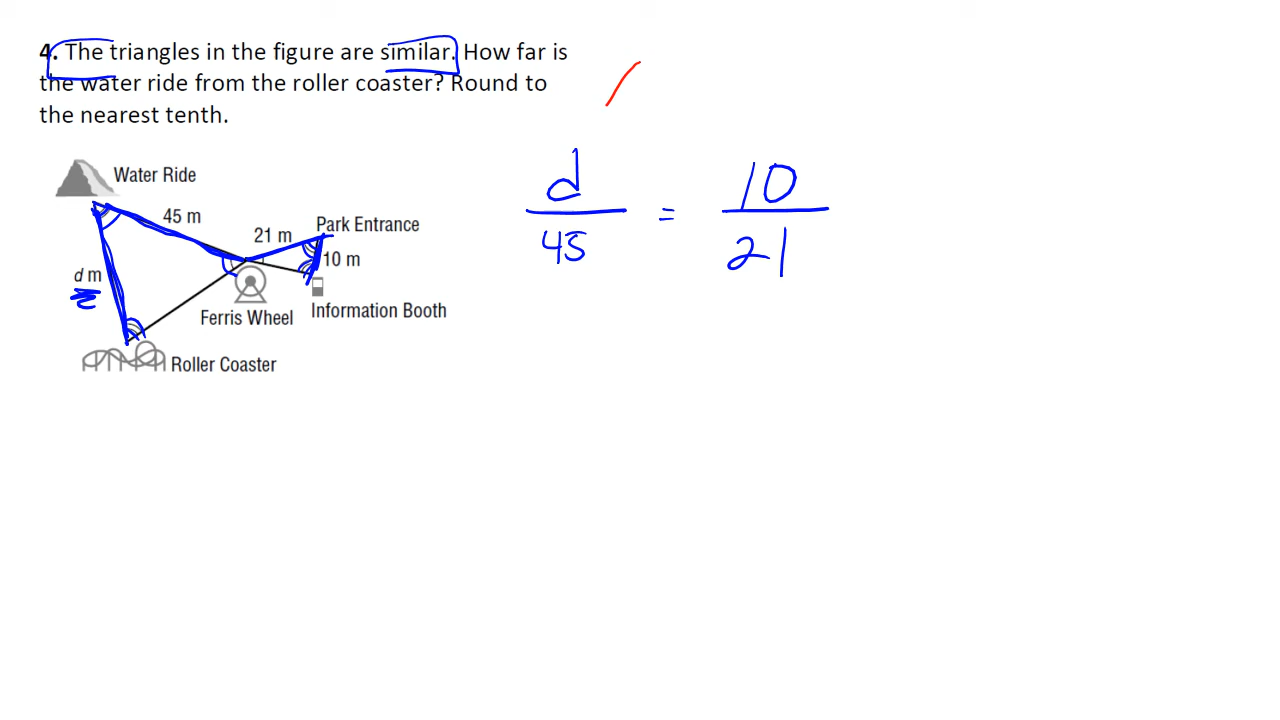 4. The triangles in the figure are similar. How far is
the water ride from the roller coaster? Round to
the nearest tenth.
Water Ride
45 m
Park Entrance
21 m
10 m
d m
Ferris Wheel
Information Booth
Roller Coaster
d
45
=
10
21